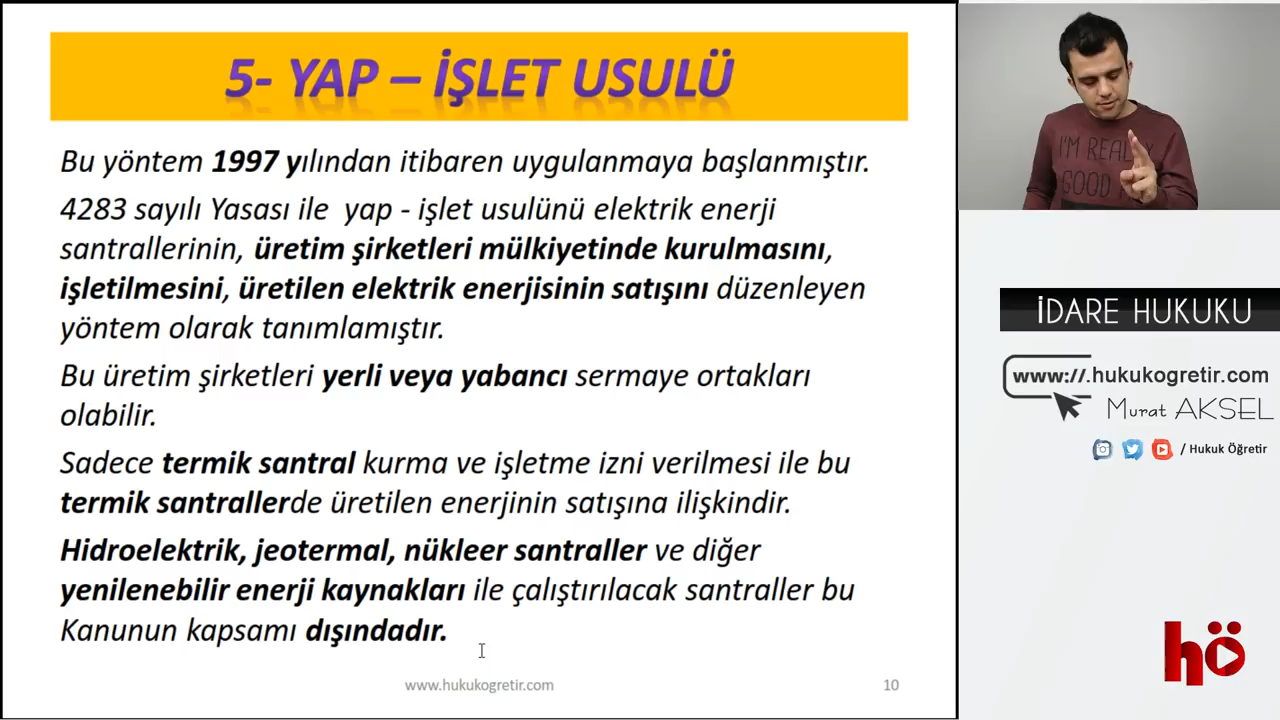 5- YAP – İŞLET USULÜ
Bu yöntem 1997 yılından itibaren uygulanmaya başlanmıştır.
4283 sayılı Yasası ile yap - işlet usulünü elektrik enerji
santrallerinin, üretim şirketleri mülkiyetinde kurulmasını,
işletilmesini, üretilen elektrik enerjisinin satışını düzenleyen
yöntem olarak tanımlamıştır.
Bu üretim şirketleri yerli veya yabancı sermaye ortakları
olabilir.
Sadece termik santral kurma ve işletme izni verilmesi ile bu
termik santrallerde üretilen enerjinin satışına ilişkindir.
Hidroelektrik, jeotermal, nükleer santraller ve diğer
yenilenebilir enerji kaynakları ile çalıştırılacak santraller bu
Kanunun kapsamı dışındadır.
www.hukukogretir.com
10
I'M REALLY
GOOD
İDARE HUKUKU
www://.hukukogretir.com
Murat AKSEL
/ Hukuk Öğretir
hö